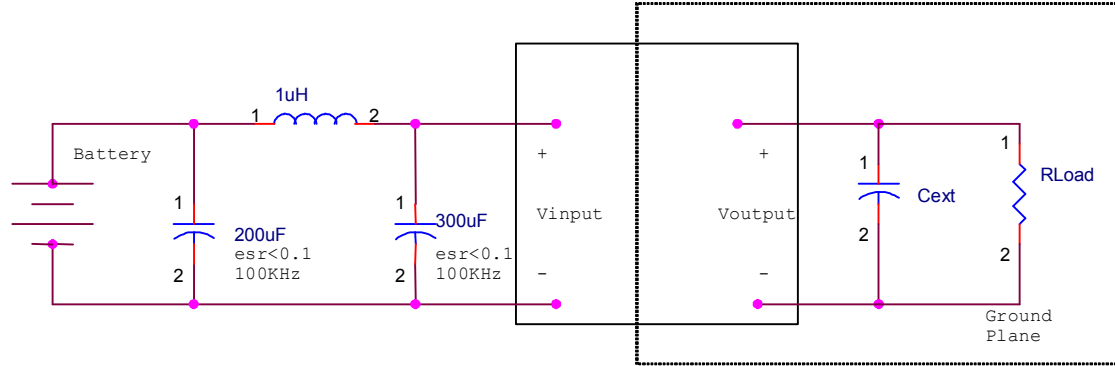 1uH
1 2
Battery
+ +
1 1
1 1
RLoad
200uF
300uF
Vinput
Voutput
Cext
esr<0.1
esr<0.1
2 2
100KHz
100KHz
2 2
- -
Ground
Plane